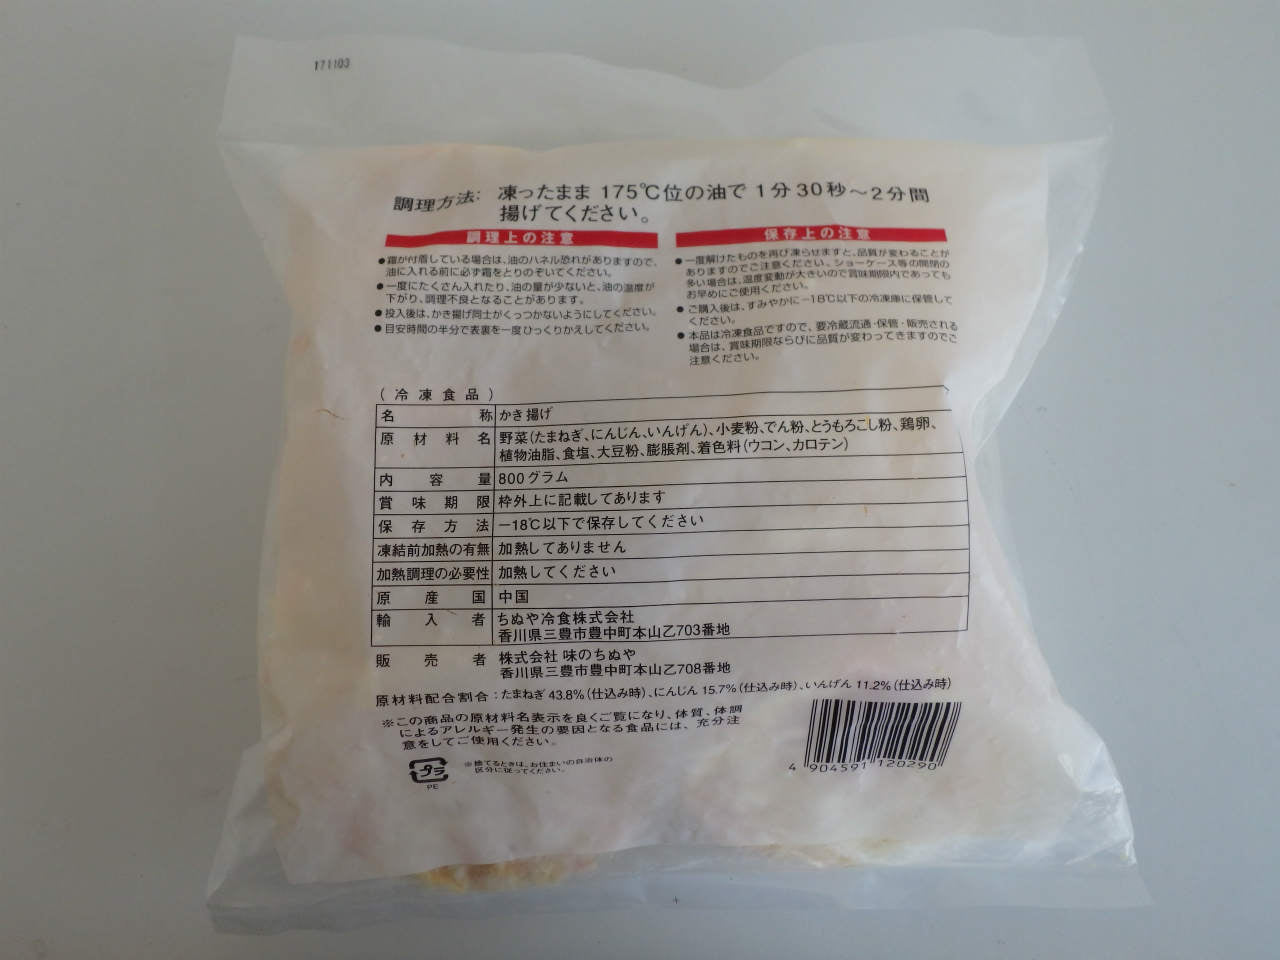 171103
調理方法: 凍ったまま 175℃位の油で 1分30秒～2分間
揚げてください。
調理上の注意
●霜が付着している場合は、油のハネル恐れがありますので、
油に入れる前に必ず霜をとりのぞいてください。
●一度にたくさん入れたり、油の量が少ないと、油の温度が
下がり、調理不良となることがあります。
●投入後は、かき揚げ同士がくっつかないようにしてください。
●目安時間の半分で表裏を一度ひっくりかえしてください。
保存上の注意
●一度解けたものを再び凍らせますと、品質が変わることが
ありますのでご注意ください。ショーケース等の開閉の
多い場合は、温度変動が大きいので賞味期限内であっても
お早めにご使用ください。
●ご購入後は、すみやかに-18℃以下の冷凍庫に保管して
ください。
●本品は冷凍食品ですので、要冷蔵流通・保管・販売される
場合は、賞味期限ならびに品質が変わってきますのでご
注意ください。
(冷凍食品)
名称 かき揚げ
原材料名 野菜(たまねぎ、にんじん、いんげん)、小麦粉、でん粉、とうもろこし粉、鶏卵、
植物油脂、食塩、大豆粉、膨脹剤、着色料(ウコン、カロテン)
内容量 800グラム
賞味期限 枠外上に記載してあります
保存方法 -18℃以下で保存してください
凍結前加熱の有無 加熱してありません
加熱調理の必要性 加熱してください
原産国 中国
輸入者 ちぬや冷食株式会社
香川県三豊市豊中町本山乙703番地
販売者 株式会社 味のちぬや
香川県三豊市豊中町本山乙708番地
原材料配合割合:たまねぎ 43.8%(仕込み時)、にんじん 15.7%(仕込み時)、いんげん 11.2%(仕込み時)
※この商品の原材料名表示を良くご覧になり、体質、体調
によるアレルギー発生の要因となる食品には、充分注
意をしてご使用ください。
プラ
PE
※捨てるときは、お住まいの自治体の
区分に従ってください。
4 904591 120290